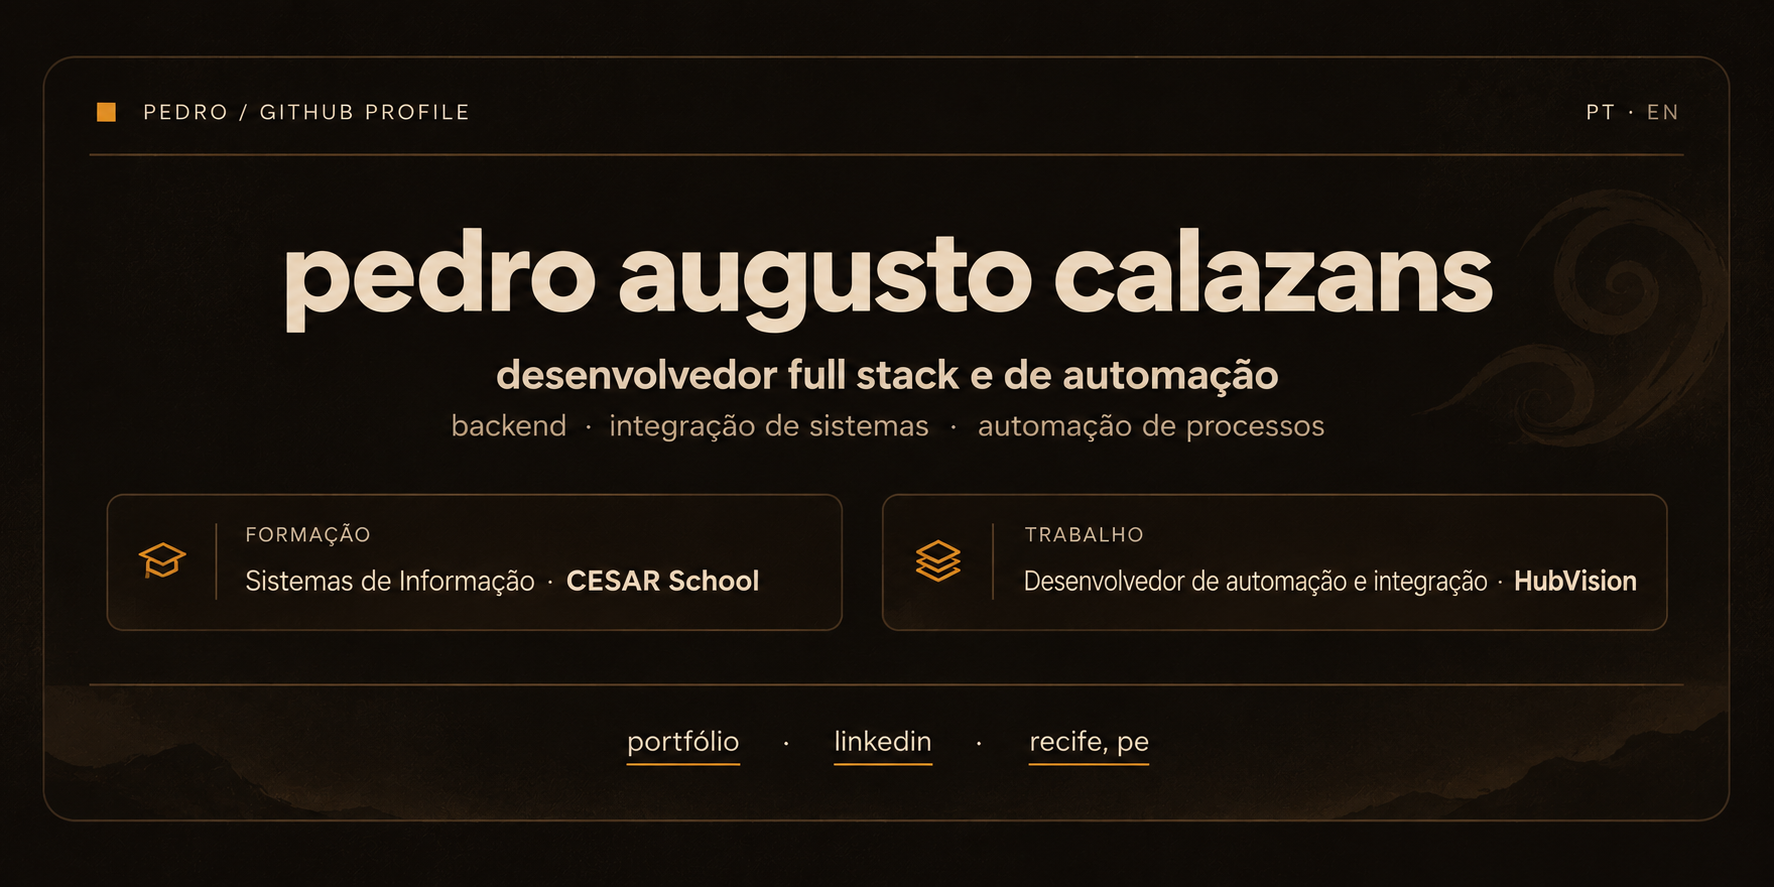 PEDRO / GITHUB PROFILE
PT · EN
pedro augusto calazans
desenvolvedor full stack e de automação
backend · integração de sistemas · automação de processos
FORMAÇÃO
Sistemas de Informação · CESAR School
TRABALHO
Desenvolvedor de automação e integração · HubVision
portfólio · linkedin · recife, pe